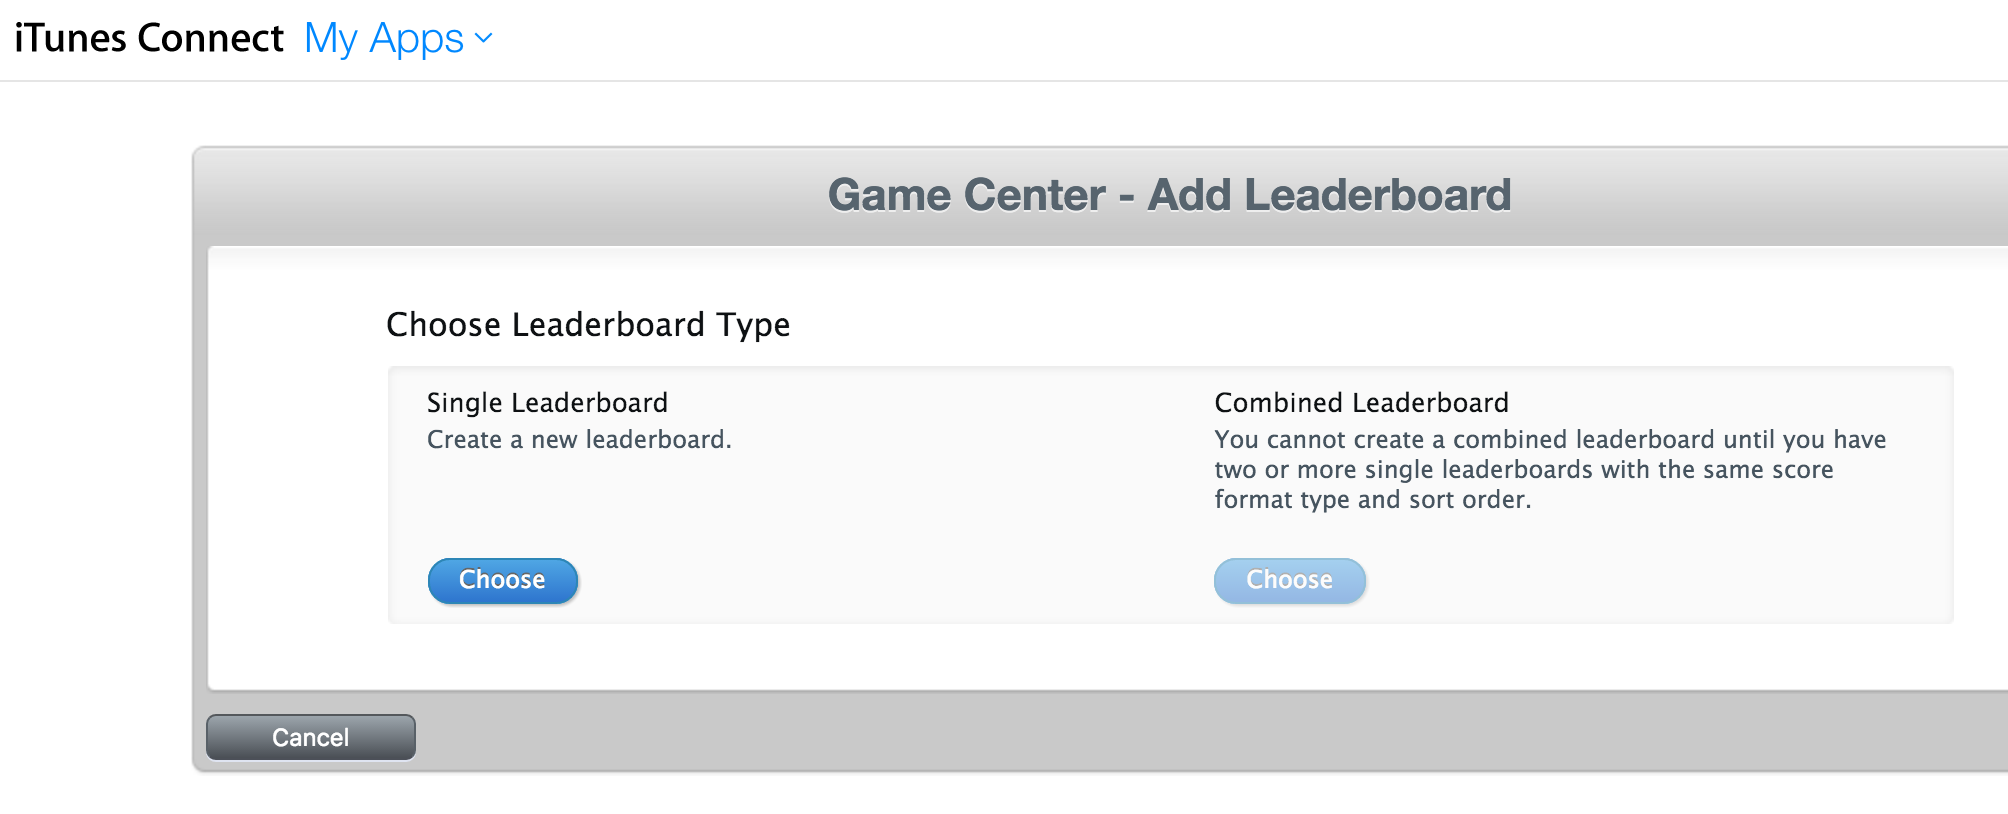 iTunes Connect My Apps
Game Center - Add Leaderboard
Choose Leaderboard Type
Single Leaderboard
Create a new leaderboard.
Choose
Combined Leaderboard
You cannot create a combined leaderboard until you have
two or more single leaderboards with the same score
format type and sort order.
Choose
Cancel